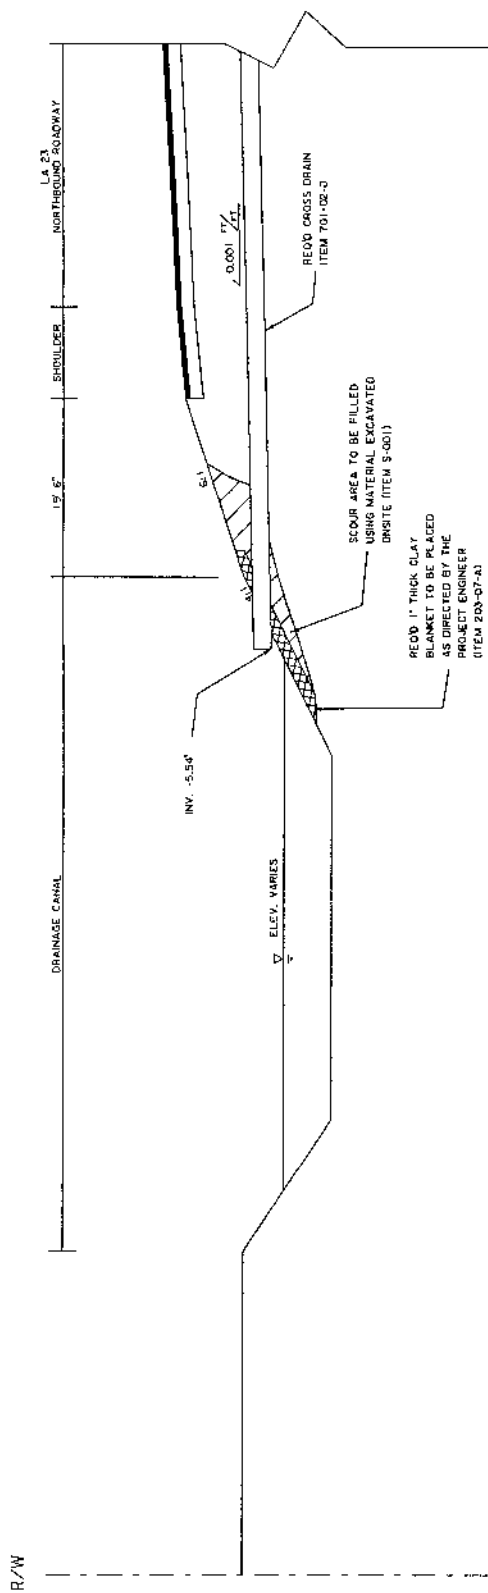 R/W
DRAINAGE CANAL
19' 6"
SHOULDER
LA 23
NORTHBOUND ROADWAY
INV. -5.54'
ELEV. VARIES
6:1
4:1
0.001 FT/FT
REQ'D CROSS DRAIN
ITEM 701-02-J
SCOUR AREA TO BE FILLED
USING MATERIAL EXCAVATED
ONSITE (ITEM S-001)
REQ'D 1' THICK CLAY
BLANKET TO BE PLACED
AS DIRECTED BY THE
PROJECT ENGINEER
(ITEM 203-07-A)